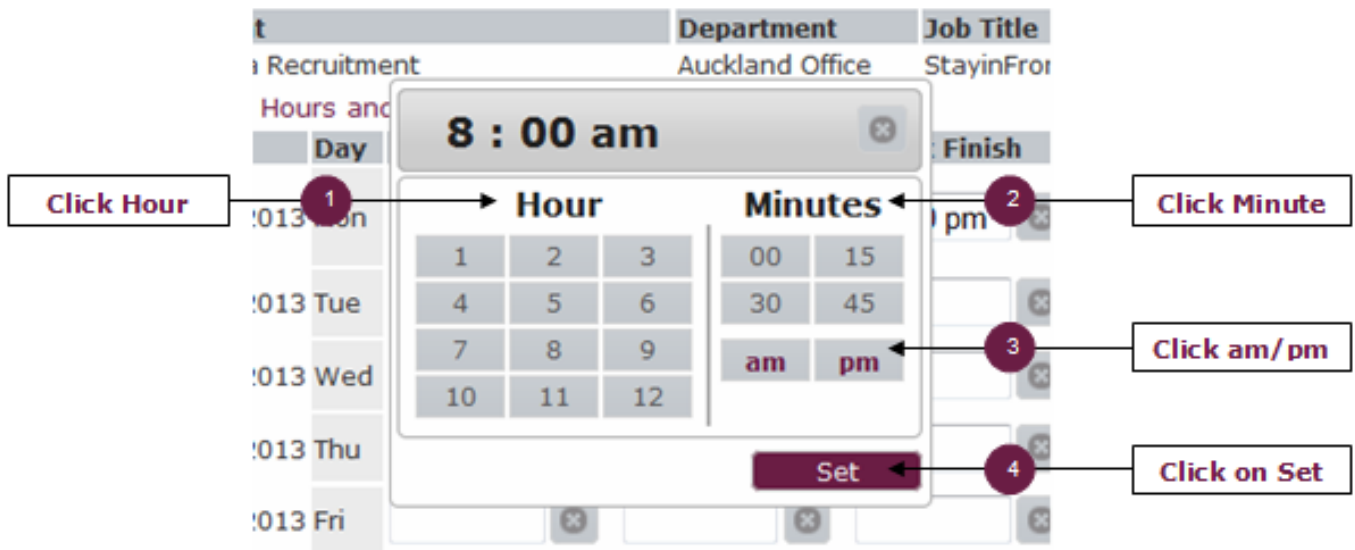 t Department Job Title
a Recruitment Auckland Office StayinFron
Hours and
Day Finish
8 : 00 am
Click Hour 1 Hour Minutes 2 Click Minute
2013 Mon pm
1 2 3 00 15
2013 Tue 4 5 6 30 45
7 8 9 am pm 3 Click am/pm
2013 Wed
10 11 12
2013 Thu
Set 4 Click on Set
2013 Fri